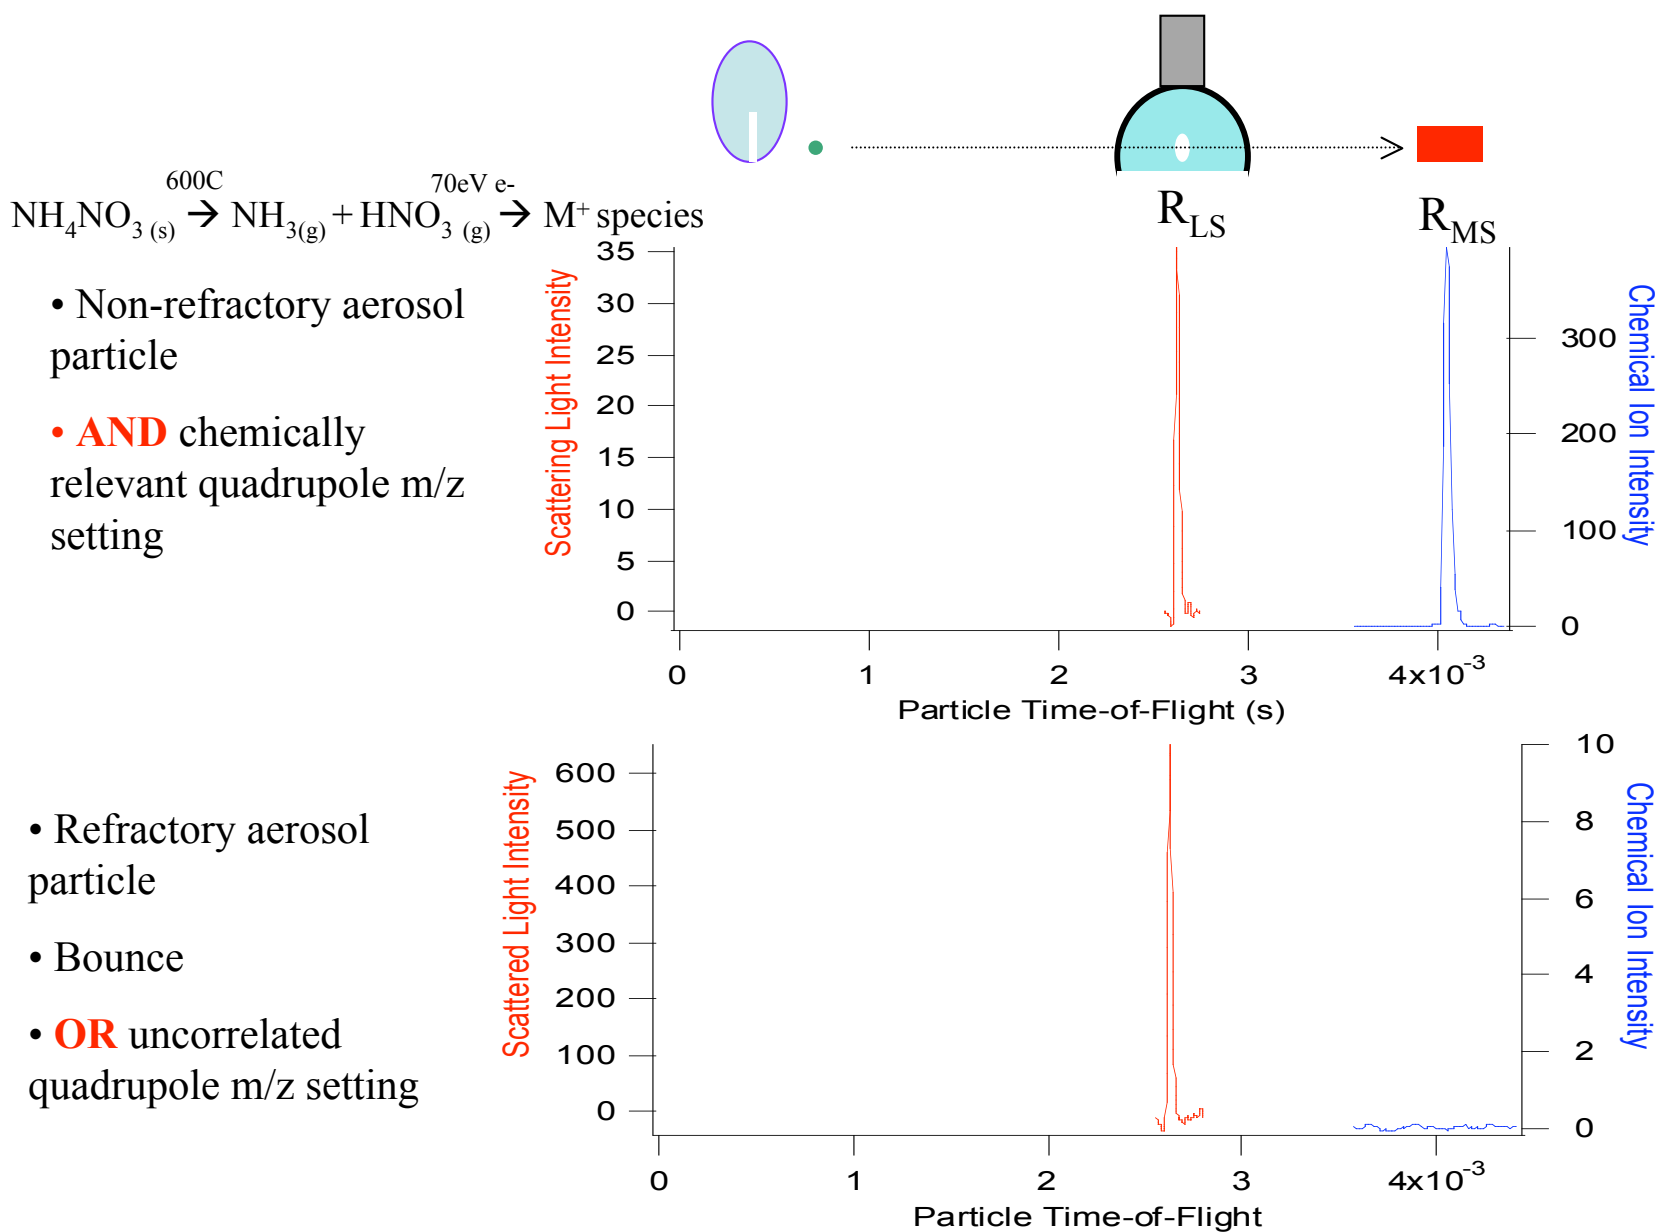 600C 70eV e-
NH4NO3 (s) → NH3(g) + HNO3 (g) → M+ species
RLS RMS
• Non-refractory aerosol
particle
• AND chemically
relevant quadrupole m/z
setting
Scattering Light Intensity
35
30
25
20
15
10
5
0
Chemical Ion Intensity
300
200
100
0
0 1 2 3 4x10-3
Particle Time-of-Flight (s)
• Refractory aerosol
particle
• Bounce
• OR uncorrelated
quadrupole m/z setting
Scattered Light Intensity
600
500
400
300
200
100
0
Chemical Ion Intensity
10
8
6
4
2
0
0 1 2 3 4x10-3
Particle Time-of-Flight